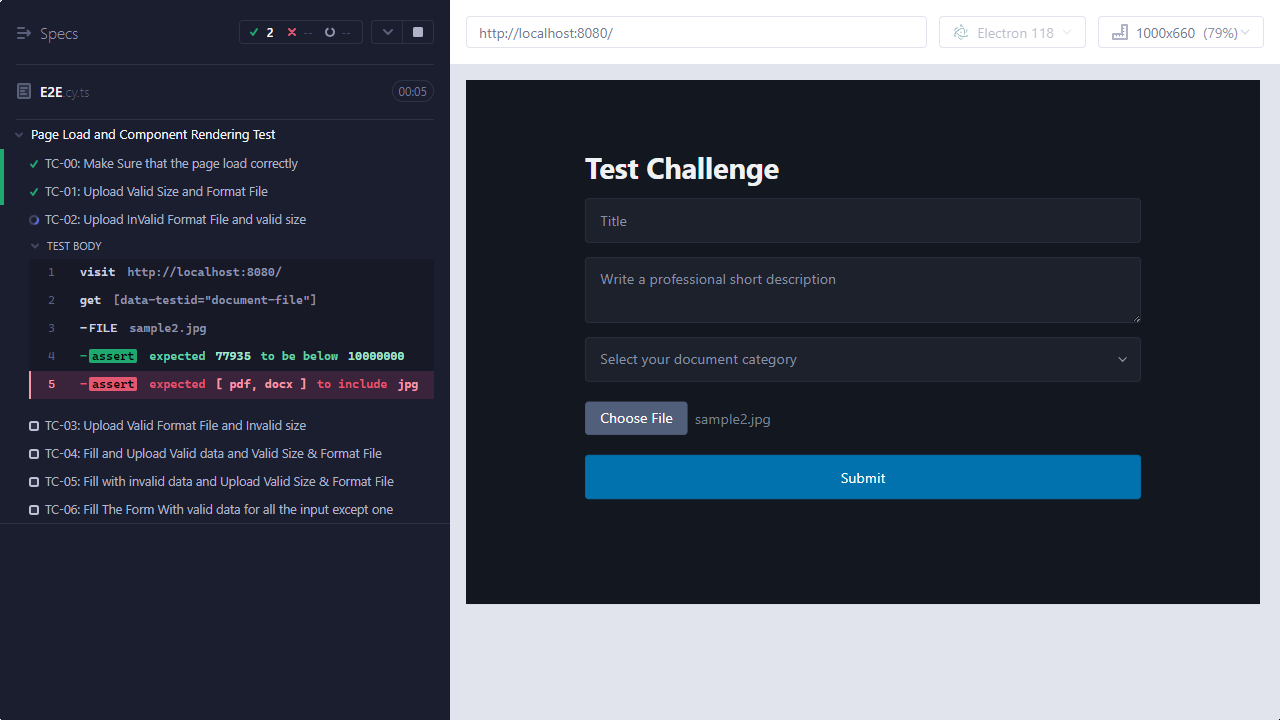 Specs
2 -- --
E2E.cy.ts 00:05
Page Load and Component Rendering Test
TC-00: Make Sure that the page load correctly
TC-01: Upload Valid Size and Format File
TC-02: Upload InValid Format File and valid size
TEST BODY
1 visit http://localhost:8080/
2 get [data-testid="document-file"]
3 -FILE sample2.jpg
4 -assert expected 77935 to be below 10000000
5 -assert expected [ pdf, docx ] to include jpg
TC-03: Upload Valid Format File and Invalid size
TC-04: Fill and Upload Valid data and Valid Size & Format File
TC-05: Fill with invalid data and Upload Valid Size & Format File
TC-06: Fill The Form With valid data for all the input except one
http://localhost:8080/ Electron 118 1000x660 (79%)
Test Challenge
Title
Write a professional short description
Select your document category
Choose File sample2.jpg
Submit